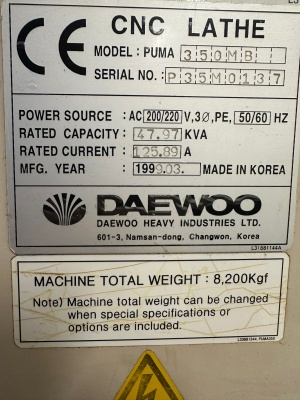 CE CNC LATHE
MODEL: PUMA 350MB
SERIAL NO.: P35M0137
POWER SOURCE : AC 200/220 V, 3Ø, PE, 50/60 HZ
RATED CAPACITY: 47.97 KVA
RATED CURRENT : 125.89 A
MFG. YEAR : 1999.03. MADE IN KOREA
DAEWOO
DAEWOO HEAVY INDUSTRIES LTD.
601-3, Namsan-dong, Changwon, Korea
L31881144A
MACHINE TOTAL WEIGHT : 8,200Kgf
Note) Machine total weight can be changed
when special specifications or
options are included.